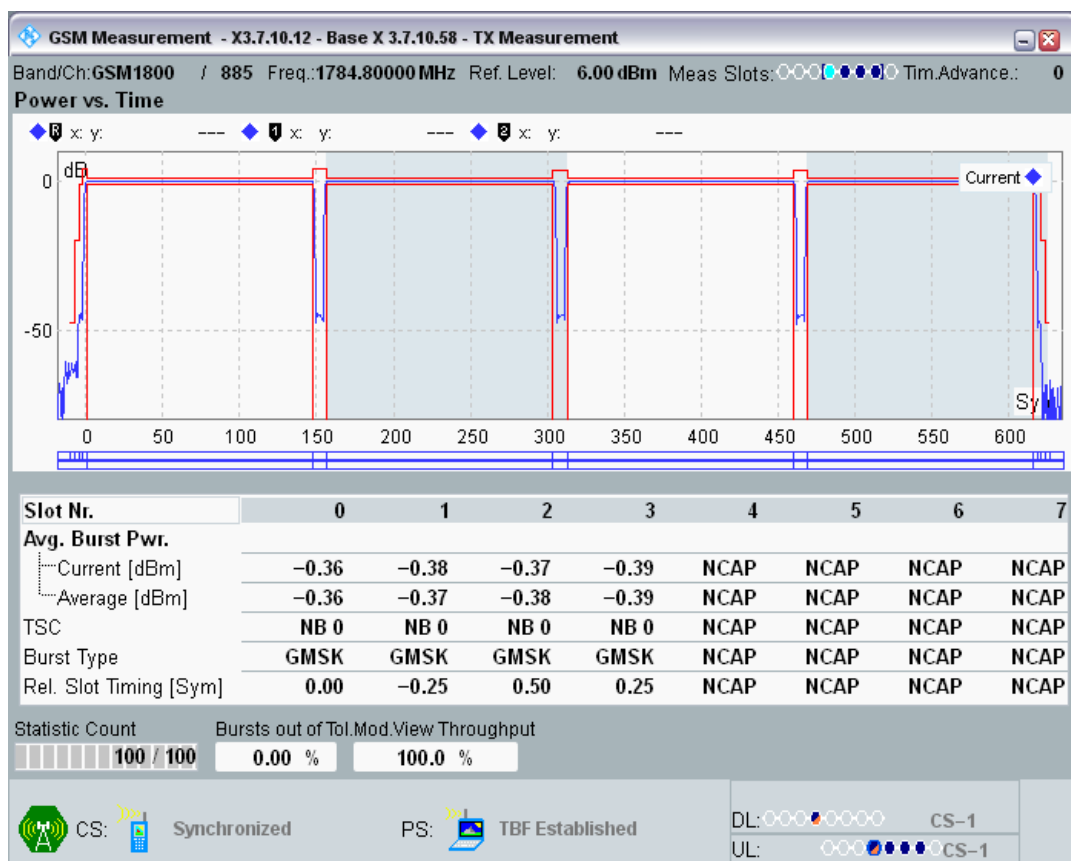 GSM Measurement - X3.7.10.12 - Base X 3.7.10.58 - TX Measurement
Band/Ch:GSM1800 / 885 Freq.:1784.80000 MHz Ref. Level: 6.00 dBm Meas Slots: Tim.Advance.: 0
Power vs. Time
R x: y: --- 1 x: y: --- 2 x: y: ---
dB
Current
0
-50
Sy
0 50 100 150 200 250 300 350 400 450 500 550 600
Slot Nr. 0 1 2 3 4 5 6 7
Avg. Burst Pwr.
Current [dBm] −0.36 −0.38 −0.37 −0.39 NCAP NCAP NCAP NCAP
Average [dBm] −0.36 −0.37 −0.38 −0.39 NCAP NCAP NCAP NCAP
TSC NB 0 NB 0 NB 0 NB 0 NCAP NCAP NCAP NCAP
Burst Type GMSK GMSK GMSK GMSK NCAP NCAP NCAP NCAP
Rel. Slot Timing [Sym] 0.00 −0.25 0.50 0.25 NCAP NCAP NCAP NCAP
Statistic Count Bursts out of Tol.Mod.View Throughput
100 / 100 0.00 % 100.0 %
CS: Synchronized PS: TBF Established DL: CS−1
UL: CS−1